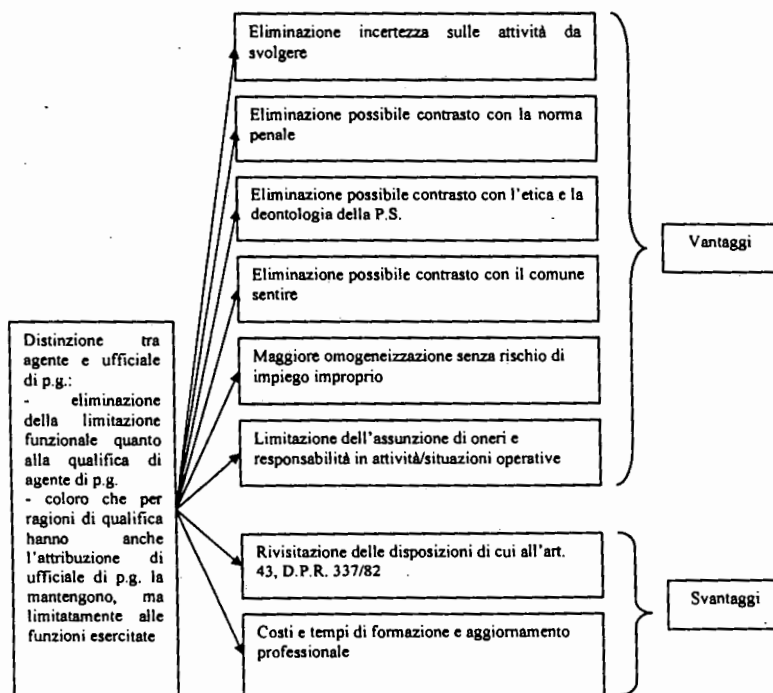 Eliminazione incertezza sulle attività da
svolgere
Eliminazione possibile contrasto con la norma
penale
Eliminazione possibile contrasto con l'etica e la
deontologia della P.S.
Vantaggi
Eliminazione possibile contrasto con il comune
sentire
Distinzione tra
agente e ufficiale
di p.g.:
- eliminazione
della limitazione
funzionale quanto
alla qualifica di
agente di p.g.
- coloro che per
ragioni di qualifica
hanno anche
l'attribuzione di
ufficiale di p.g. la
mantengono, ma
limitatamente alle
funzioni esercitate
Maggiore omogeneizzazione senza rischio di
impiego improprio
Limitazione dell'assunzione di oneri e
responsabilità in attività/situazioni operative
Rivisitazione delle disposizioni di cui all'art.
43, D.P.R. 337/82
Svantaggi
Costi e tempi di formazione e aggiornamento
professionale